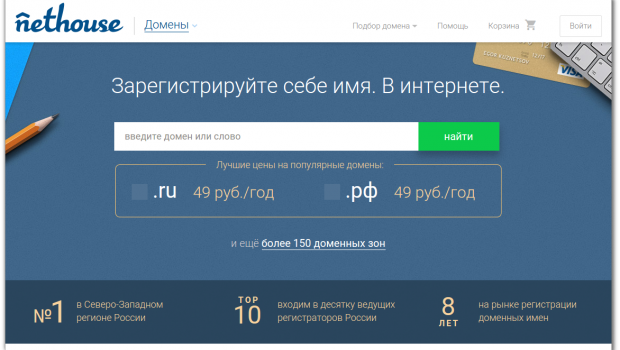 nethouse
Домены
Подбор домена
Помощь
Корзина
Войти
VISA
Зарегистрируйте себе имя. В интернете.
введите домен или слово
найти
Лучшие цены на популярные домены:
.ru 49 руб./год
.рф 49 руб./год
и ещё более 150 доменных зон
№1
в Северо-Западном
регионе России
TOP
10
входим в десятку ведущих
регистраторов России
8
ЛЕТ
на рынке регистрации
доменных имен